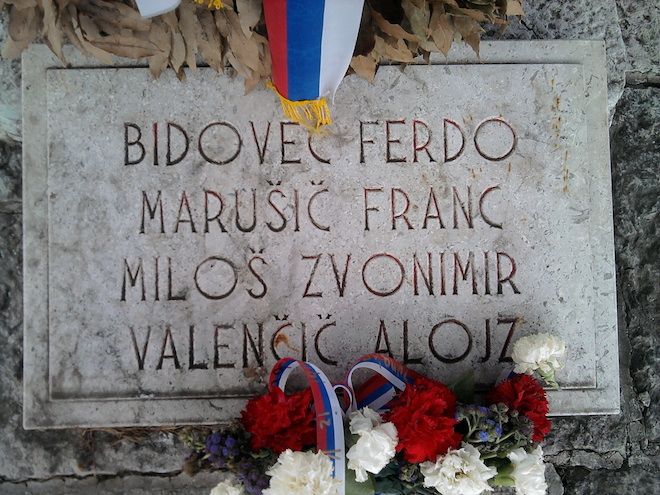 BIDOVEC FERDO
MARUŠIČ FRANC
MILOŠ ZVONIMIR
VALENČIČ ALOJZ